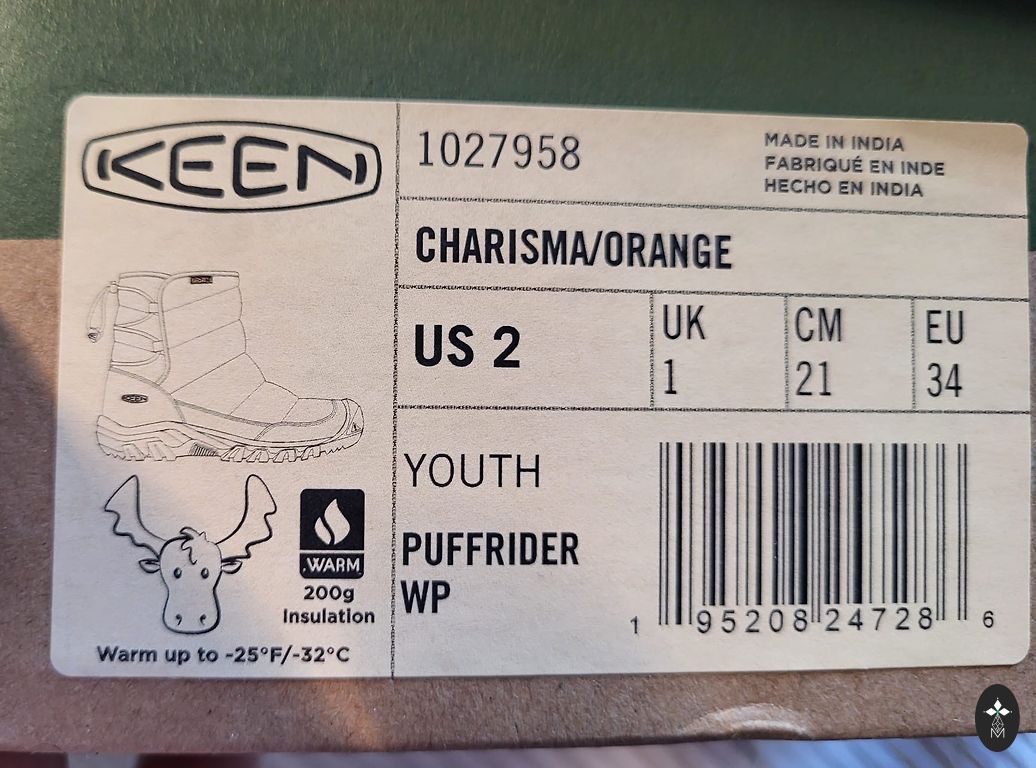 KEEN
1027958
MADE IN INDIA
FABRIQUÉ EN INDE
HECHO EN INDIA
CHARISMA/ORANGE
US 2
UK
1
CM
21
EU
34
YOUTH
PUFFRIDER
WP
WARM
200g
Insulation
Warm up to -25°F/-32°C
1 95208 24728 6